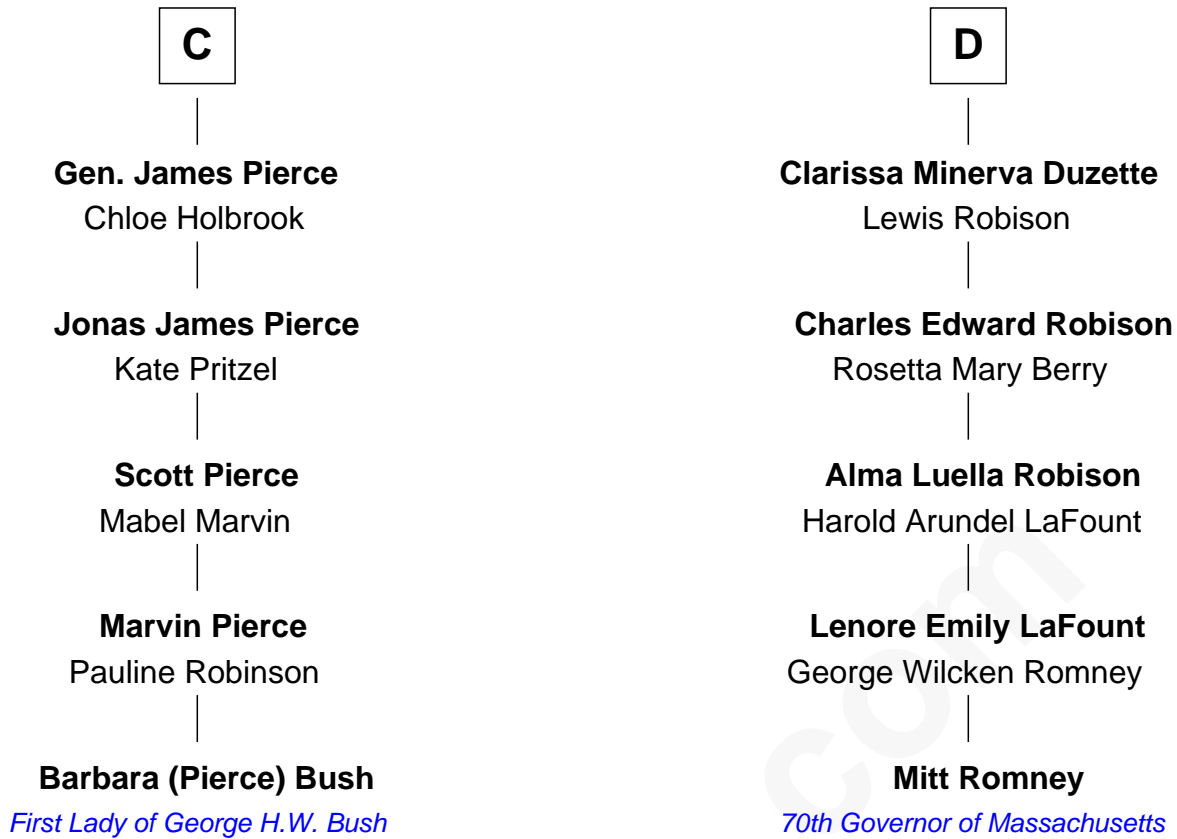 C
Gen. James Pierce
Chloe Holbrook
Jonas James Pierce
Kate Pritzel
Scott Pierce
Mabel Marvin
Marvin Pierce
Pauline Robinson
Barbara (Pierce) Bush
First Lady of George H.W. Bush
D
Clarissa Minerva Duzette
Lewis Robison
Charles Edward Robison
Rosetta Mary Berry
Alma Luella Robison
Harold Arundel LaFount
Lenore Emily LaFount
George Wilcken Romney
Mitt Romney
70th Governor of Massachusetts
com